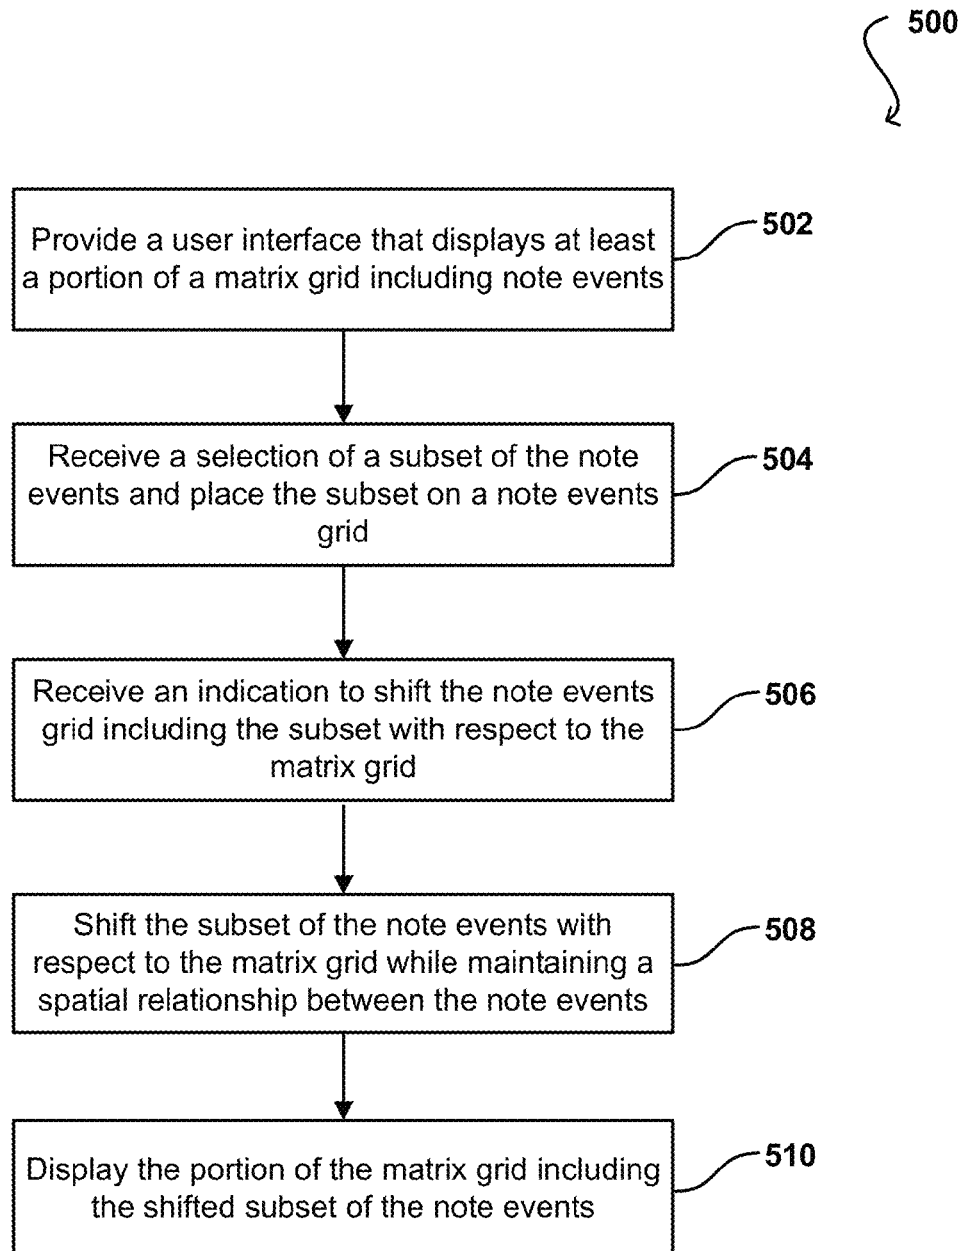 500
Provide a user interface that displays at least
a portion of a matrix grid including note events
502
Receive a selection of a subset of the note
events and place the subset on a note events
grid
504
Receive an indication to shift the note events
grid including the subset with respect to the
matrix grid
506
Shift the subset of the note events with
respect to the matrix grid while maintaining a
spatial relationship between the note events
508
Display the portion of the matrix grid including
the shifted subset of the note events
510